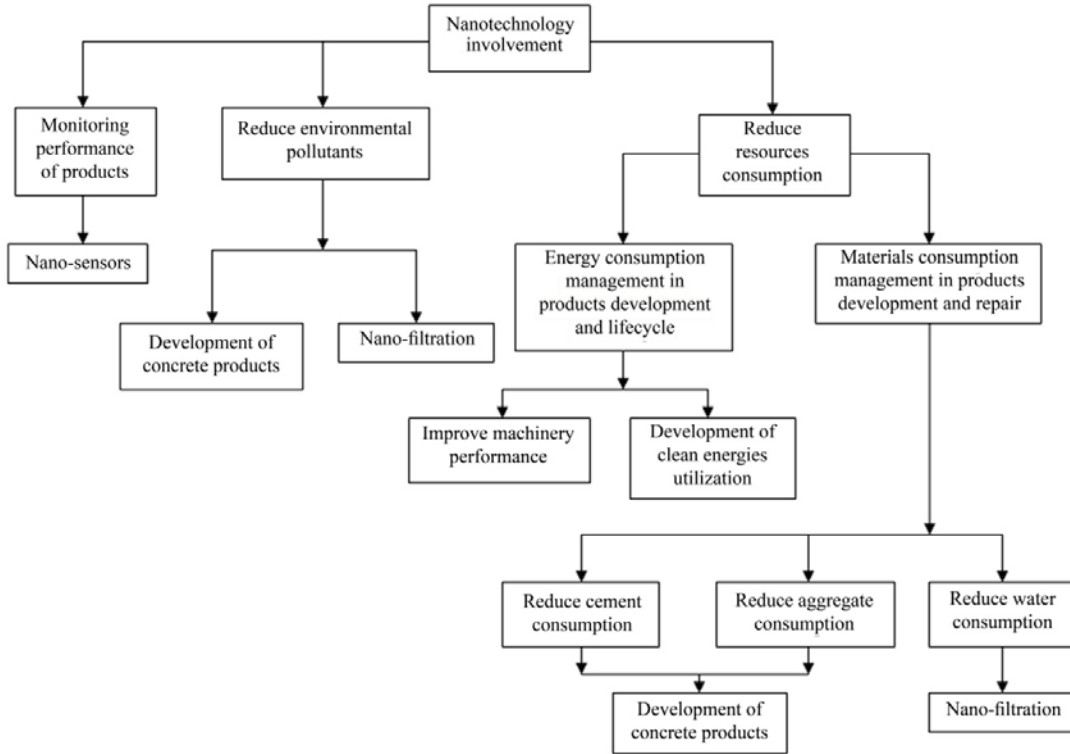 Nanotechnology
involvement
Monitoring
performance
of products
Reduce environmental
pollutants
Reduce
resources
consumption
Nano-sensors
Energy consumption
management in
products development
and lifecycle
Materials consumption
management in products
development and repair
Development of
concrete products
Nano-filtration
Improve machinery
performance
Development of
clean energies
utilization
Reduce cement
consumption
Reduce aggregate
consumption
Reduce water
consumption
Development of
concrete products
Nano-filtration